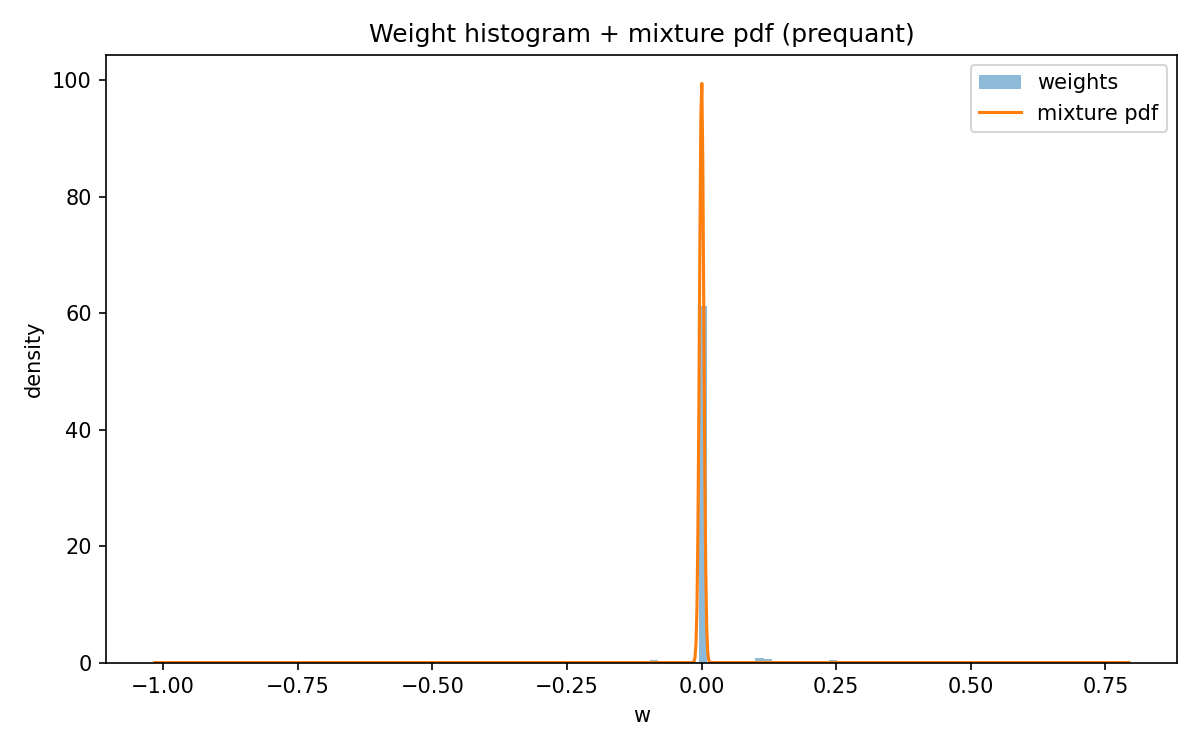 Weight histogram + mixture pdf (prequant)
weights
mixture pdf
density
100
80
60
40
20
0
−1.00 −0.75 −0.50 −0.25 0.00 0.25 0.50 0.75
w